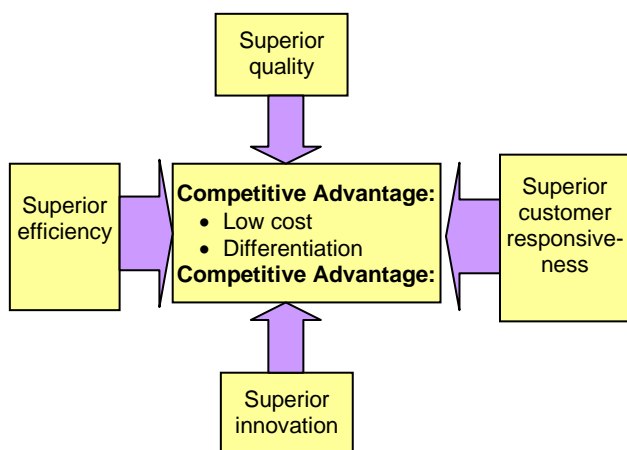 Superior
quality
Superior
efficiency
Competitive Advantage:
• Low cost
• Differentiation
Competitive Advantage:
Superior
customer
responsive-
ness
Superior
innovation